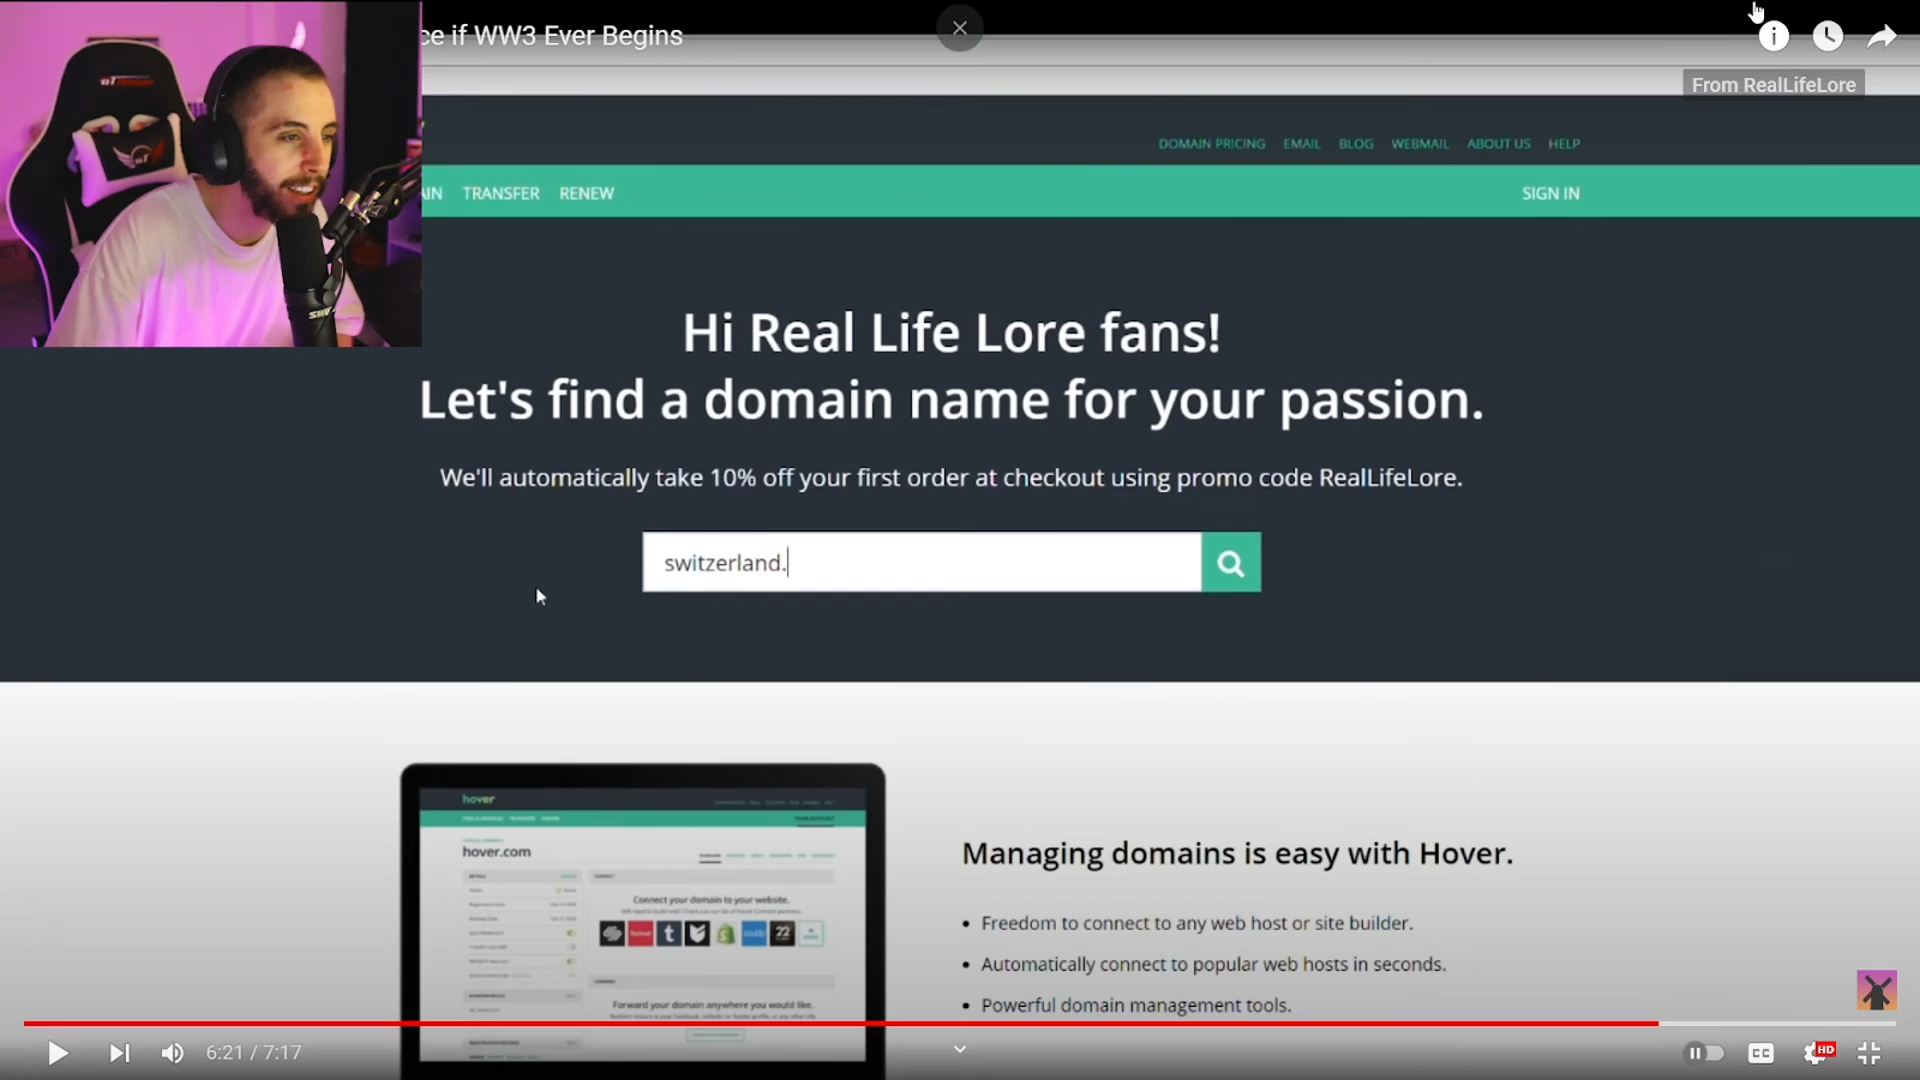 ce if WW3 Ever Begins
From RealLifeLore
DOMAIN PRICING EMAIL BLOG WEBMAIL ABOUT US HELP
AIN TRANSFER RENEW SIGN IN
Hi Real Life Lore fans!
Let's find a domain name for your passion.
We'll automatically take 10% off your first order at checkout using promo code RealLifeLore.
switzerland.
hover
hover.com
Connect your domain to your website.
Forward your domain anywhere you would like.
Managing domains is easy with Hover.
• Freedom to connect to any web host or site builder.
• Automatically connect to popular web hosts in seconds.
• Powerful domain management tools.
6:21 / 7:17
CC
HD